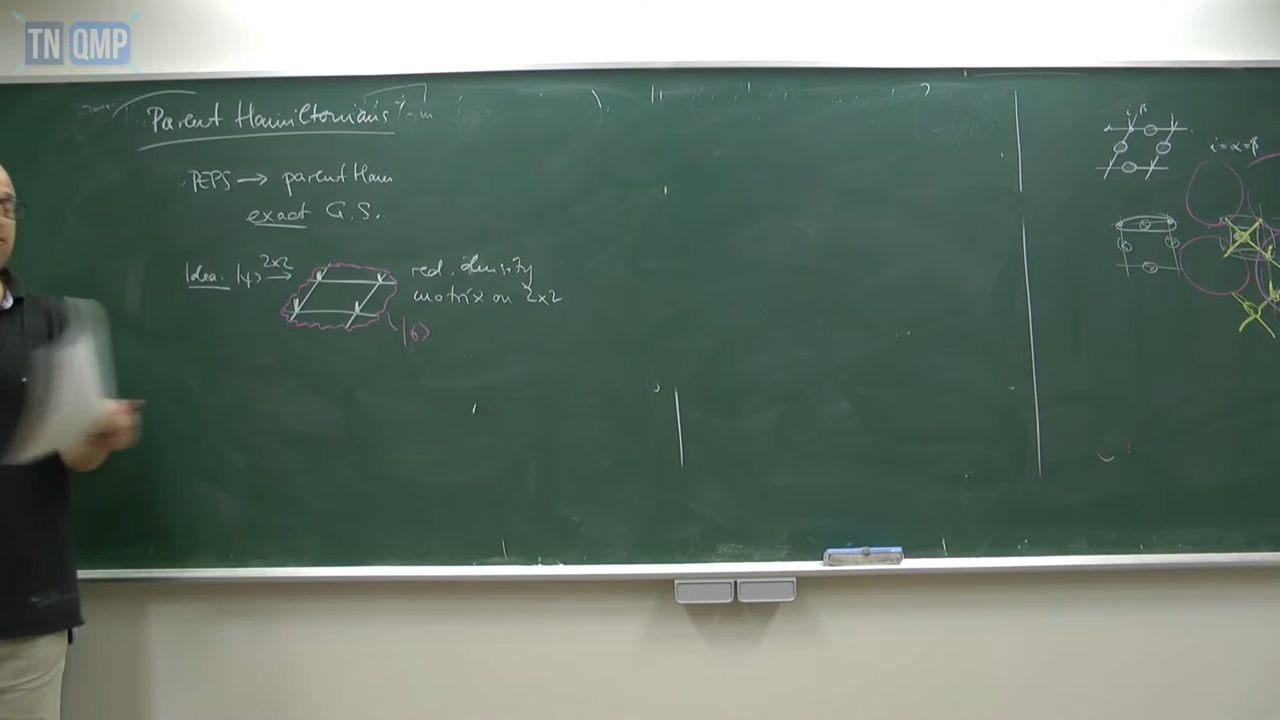 TN QMP
Parent Hamiltonians
PEPS → parent Ham
exact G.S.
Idea: |ψ⟩ 2x2 → red. density
matrix on 2x2
|σ⟩
i β
α
i=α=β